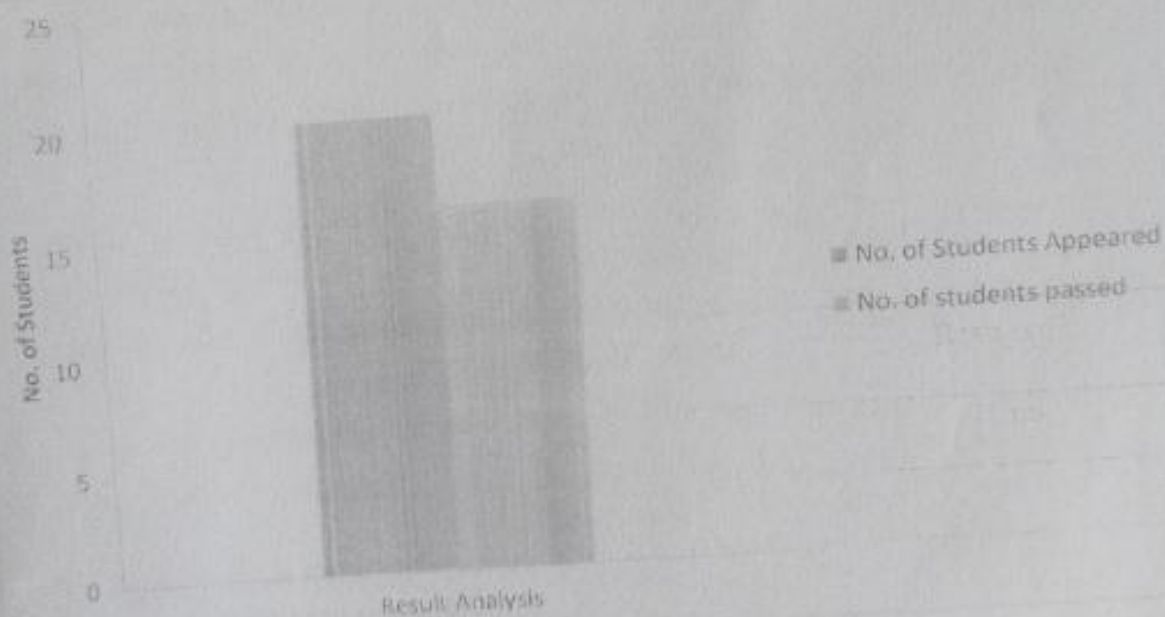 25
20
15
10
5
0
No. of Students
Result Analysis
No. of Students Appeared
No. of students passed